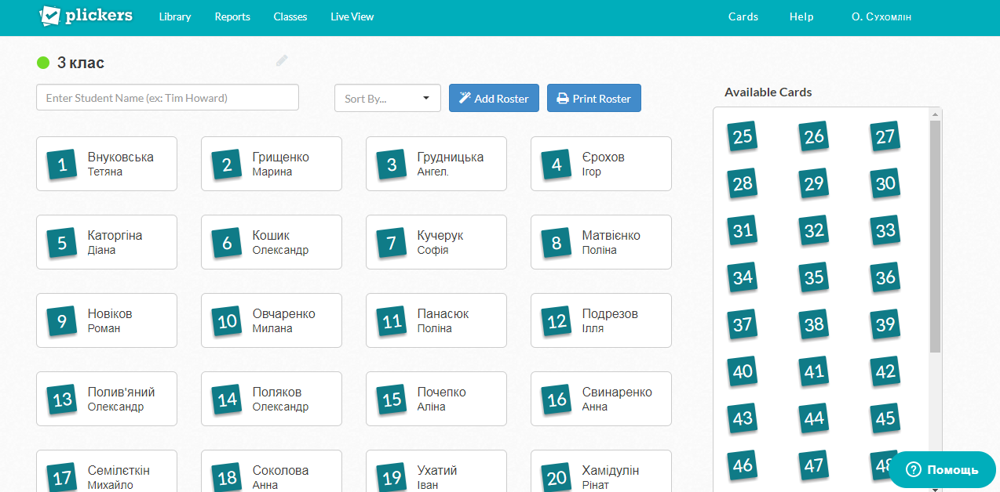 plickers Library Reports Classes Live View Cards Help О. Сухомлін
3 клас
Enter Student Name (ex: Tim Howard) Sort By... Add Roster Print Roster
Available Cards
1 Внуковська Тетяна
2 Грищенко Марина
3 Грудницька Ангел.
4 Єрохов Ігор
5 Каторгіна Діана
6 Кошик Олександр
7 Кучерук Софія
8 Матвієнко Поліна
9 Новіков Роман
10 Овчаренко Милана
11 Панасюк Поліна
12 Подрезов Ілля
13 Полив'яний Олександр
14 Поляков Олександр
15 Почепко Аліна
16 Свинаренко Анна
17 Семілєткін Михайло
18 Соколова Анна
19 Ухатий Іван
20 Хамідулін Рінат
25 26 27
28 29 30
31 32 33
34 35 36
37 38 39
40 41 42
43 44 45
46 47 48
Помощь